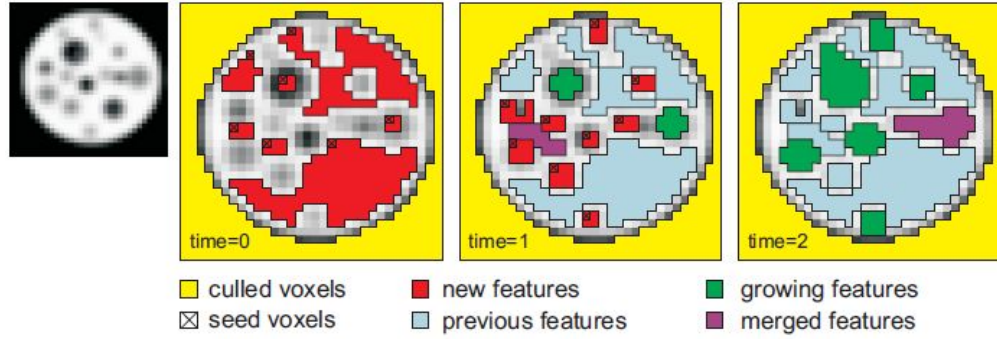 time=0
time=1
time=2
culled voxels
new features
growing features
seed voxels
previous features
merged features